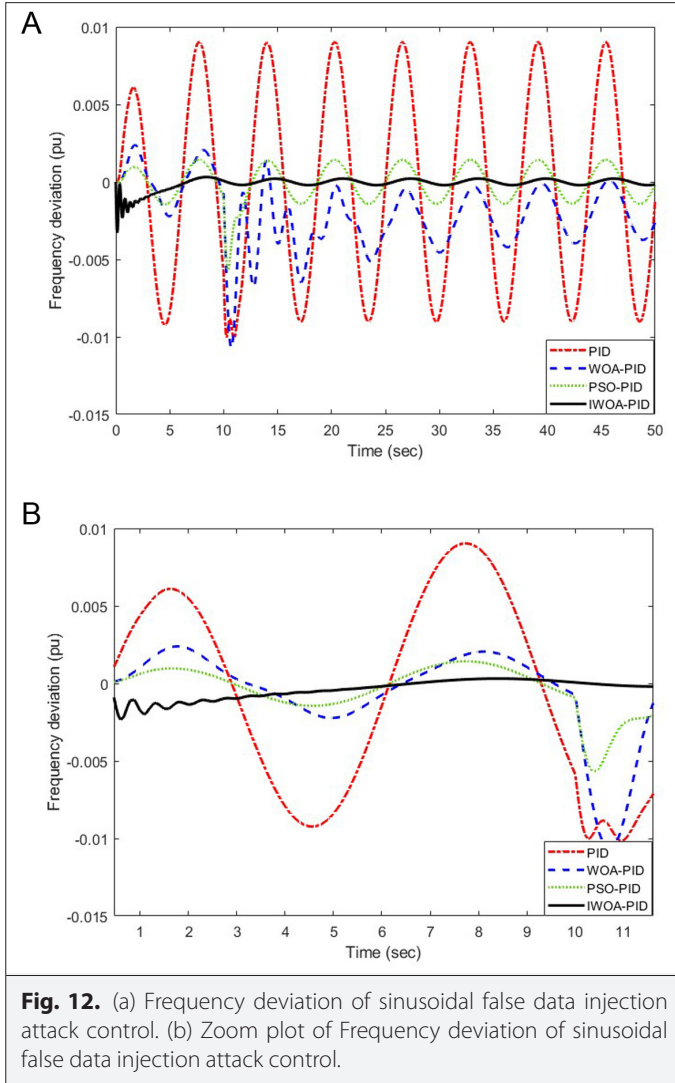 A
0.01
0.005
0
-0.005
-0.01
-0.015
Frequency deviation (pu)
0 5 10 15 20 25 30 35 40 45 50
Time (sec)
PID
WOA-PID
PSO-PID
IWOA-PID
B
0.01
0.005
0
-0.005
-0.01
-0.015
Frequency deviation (pu)
1 2 3 4 5 6 7 8 9 10 11
Time (sec)
PID
WOA-PID
PSO-PID
IWOA-PID
Fig. 12. (a) Frequency deviation of sinusoidal false data injection
attack control. (b) Zoom plot of Frequency deviation of sinusoidal
false data injection attack control.